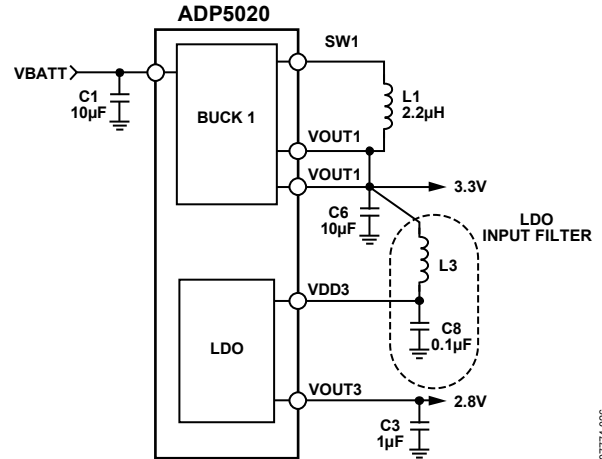 ADP5020
SW1
VBATT
C1
10µF
BUCK 1
L1
2.2µH
VOUT1
VOUT1
3.3V
C6
10µF
LDO
INPUT FILTER
L3
VDD3
LDO
C8
0.1µF
VOUT3
2.8V
C3
1µF